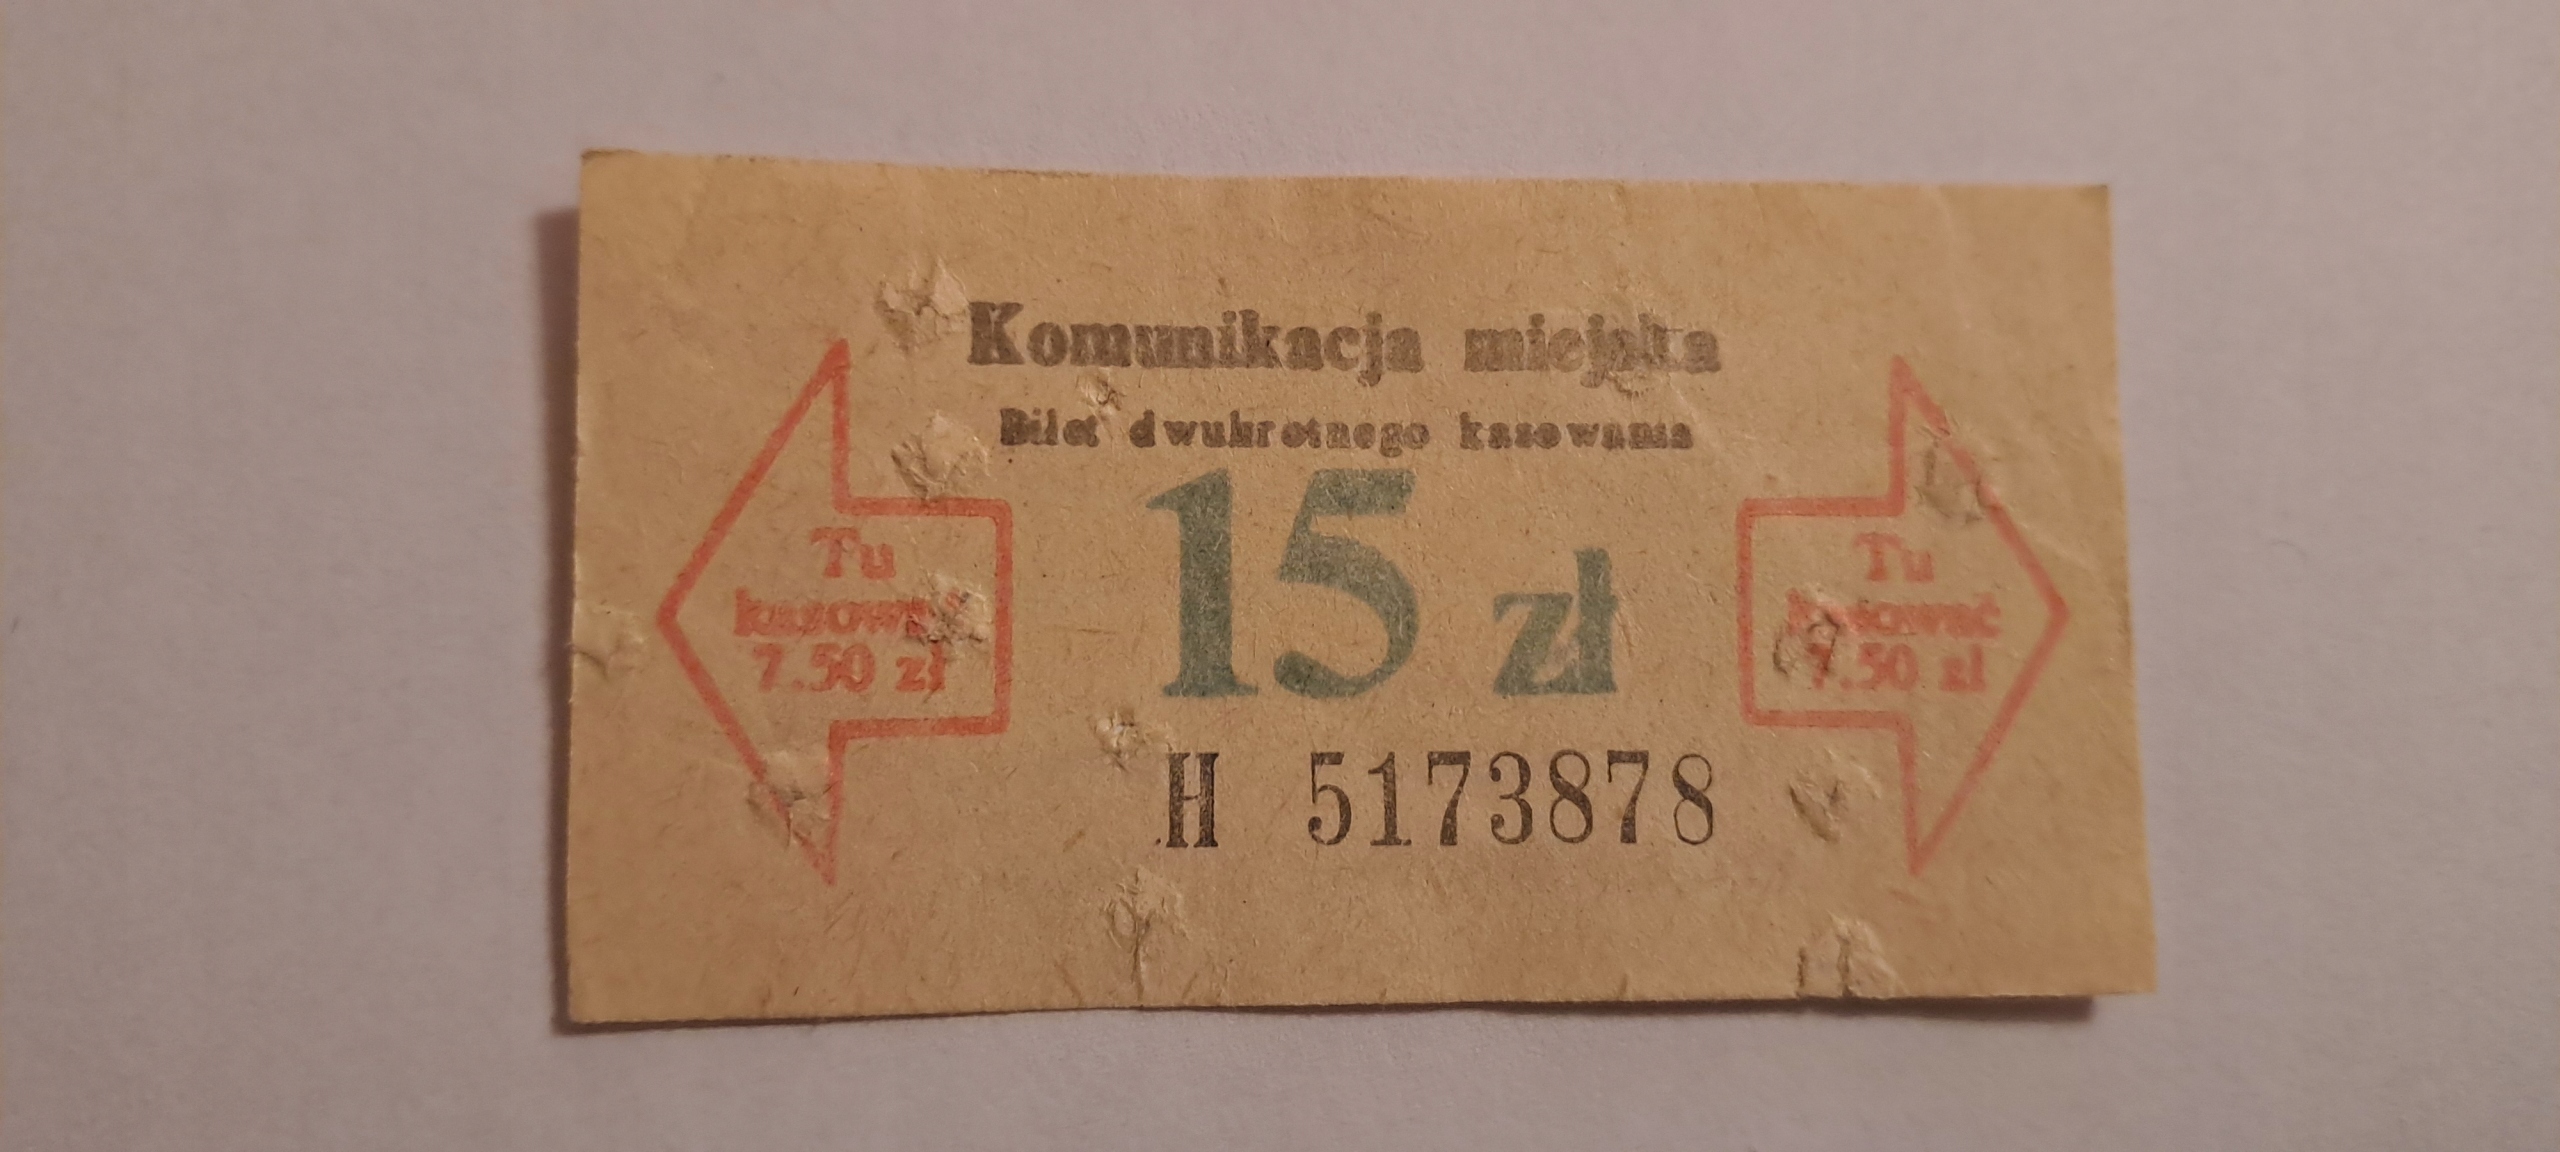 Komunikacja miejska
Bilet dwukrotnego kasowania
Tu
kasować
7.50 zł
15 zł
Tu
kasować
7.50 zł
H 5173878